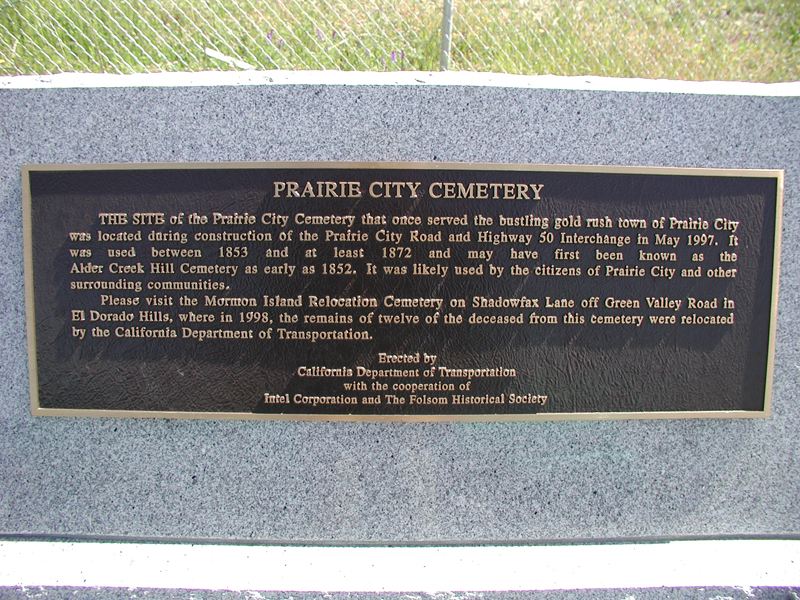 PRAIRIE CITY CEMETERY
THE SITE of the Prairie City Cemetery that once served the bustling gold rush town of Prairie City
was located during construction of the Prairie City Road and Highway 50 Interchange in May 1997. It
was used between 1853 and at least 1872 and may have first been known as the
Alder Creek Hill Cemetery as early as 1852. It was likely used by the citizens of Prairie City and other
surrounding communities.
Please visit the Mormon Island Relocation Cemetery on Shadowfax Lane off Green Valley Road in
El Dorado Hills, where in 1998, the remains of twelve of the deceased from this cemetery were relocated
by the California Department of Transportation.
Erected by
California Department of Transportation
with the cooperation of
Intel Corporation and The Folsom Historical Society